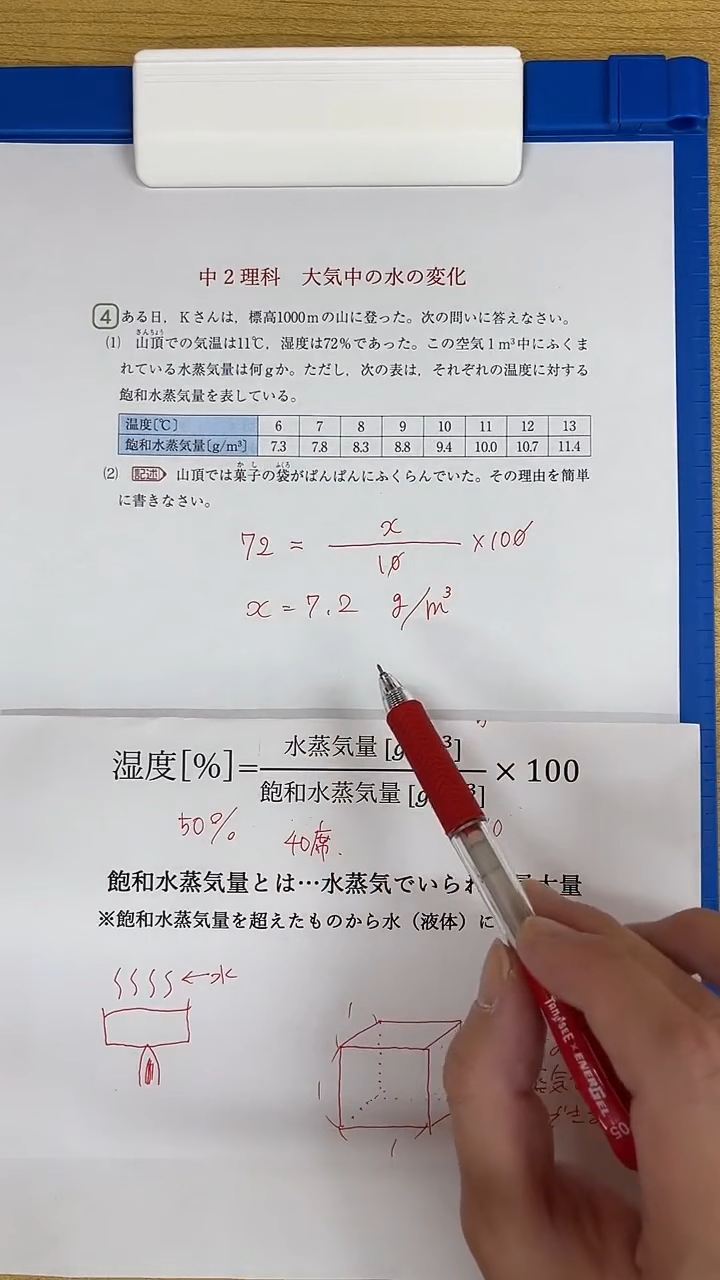 中2理科 大気中の水の変化
4 ある日，Kさんは，標高1000mの山に登った。次の問いに答えなさい。
さんちょう
(1) 山頂での気温は11℃，湿度は72％であった。この空気1m³中にふくま
れている水蒸気量は何gか。ただし，次の表は，それぞれの温度に対する
飽和水蒸気量を表している。
温度〔℃〕 6 7 8 9 10 11 12 13
飽和水蒸気量〔g/m³〕 7.3 7.8 8.3 8.8 9.4 10.0 10.7 11.4
かし ふくろ
(2) 記述 山頂では菓子の袋がぱんぱんにふくらんでいた。その理由を簡単
に書きなさい。
72 = x/10 ×100
x = 7.2 g/m³
湿度[%]=水蒸気量 [g 3]/飽和水蒸気量 [g 3] × 100
50% 40席. 0
飽和水蒸気量とは…水蒸気でいられ 大量
※飽和水蒸気量を超えたものから水（液体）に
←水
1
1
1
TANOSEE × ENERGEL 0.5